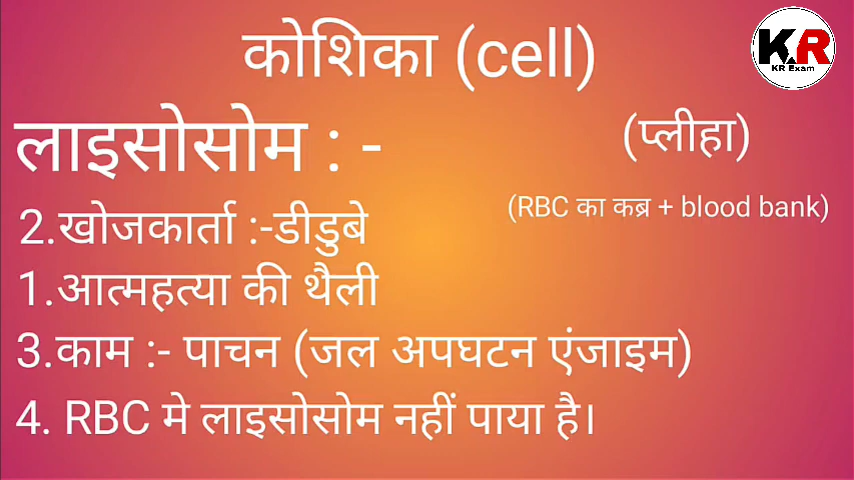 कोशिका (cell)
KR
KR Exam
लाइसोसोम : -
(प्लीहा)
(RBC का कब्र + blood bank)
2.खोजकार्ता :-डीडुबे
1.आत्महत्या की थैली
3.काम :- पाचन (जल अपघटन एंजाइम)
4. RBC मे लाइसोसोम नहीं पाया है।